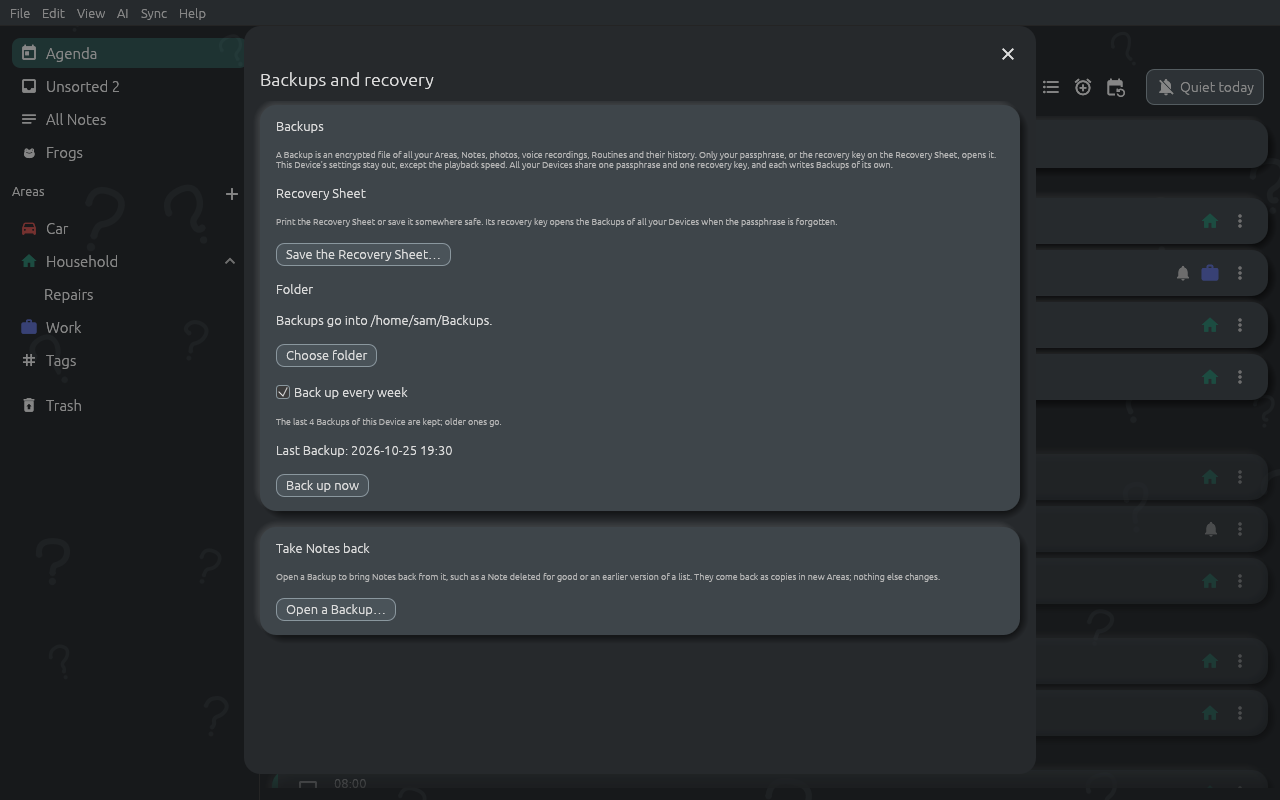 File Edit View AI Sync Help
Agenda
Unsorted 2
All Notes
Frogs
Areas
Car
Household
Repairs
Work
Tags
Trash
Quiet today
Backups and recovery
Backups
A Backup is an encrypted file of all your Areas, Notes, photos, voice recordings, Routines and their history. Only your passphrase, or the recovery key on the Recovery Sheet, opens it.
This Device's settings stay out, except the playback speed. All your Devices share one passphrase and one recovery key, and each writes Backups of its own.
Recovery Sheet
Print the Recovery Sheet or save it somewhere safe. Its recovery key opens the Backups of all your Devices when the passphrase is forgotten.
Save the Recovery Sheet…
Folder
Backups go into /home/sam/Backups.
Choose folder
Back up every week
The last 4 Backups of this Device are kept; older ones go.
Last Backup: 2026-10-25 19:30
Back up now
Take Notes back
Open a Backup to bring Notes back from it, such as a Note deleted for good or an earlier version of a list. They come back as copies in new Areas; nothing else changes.
Open a Backup…
08:00